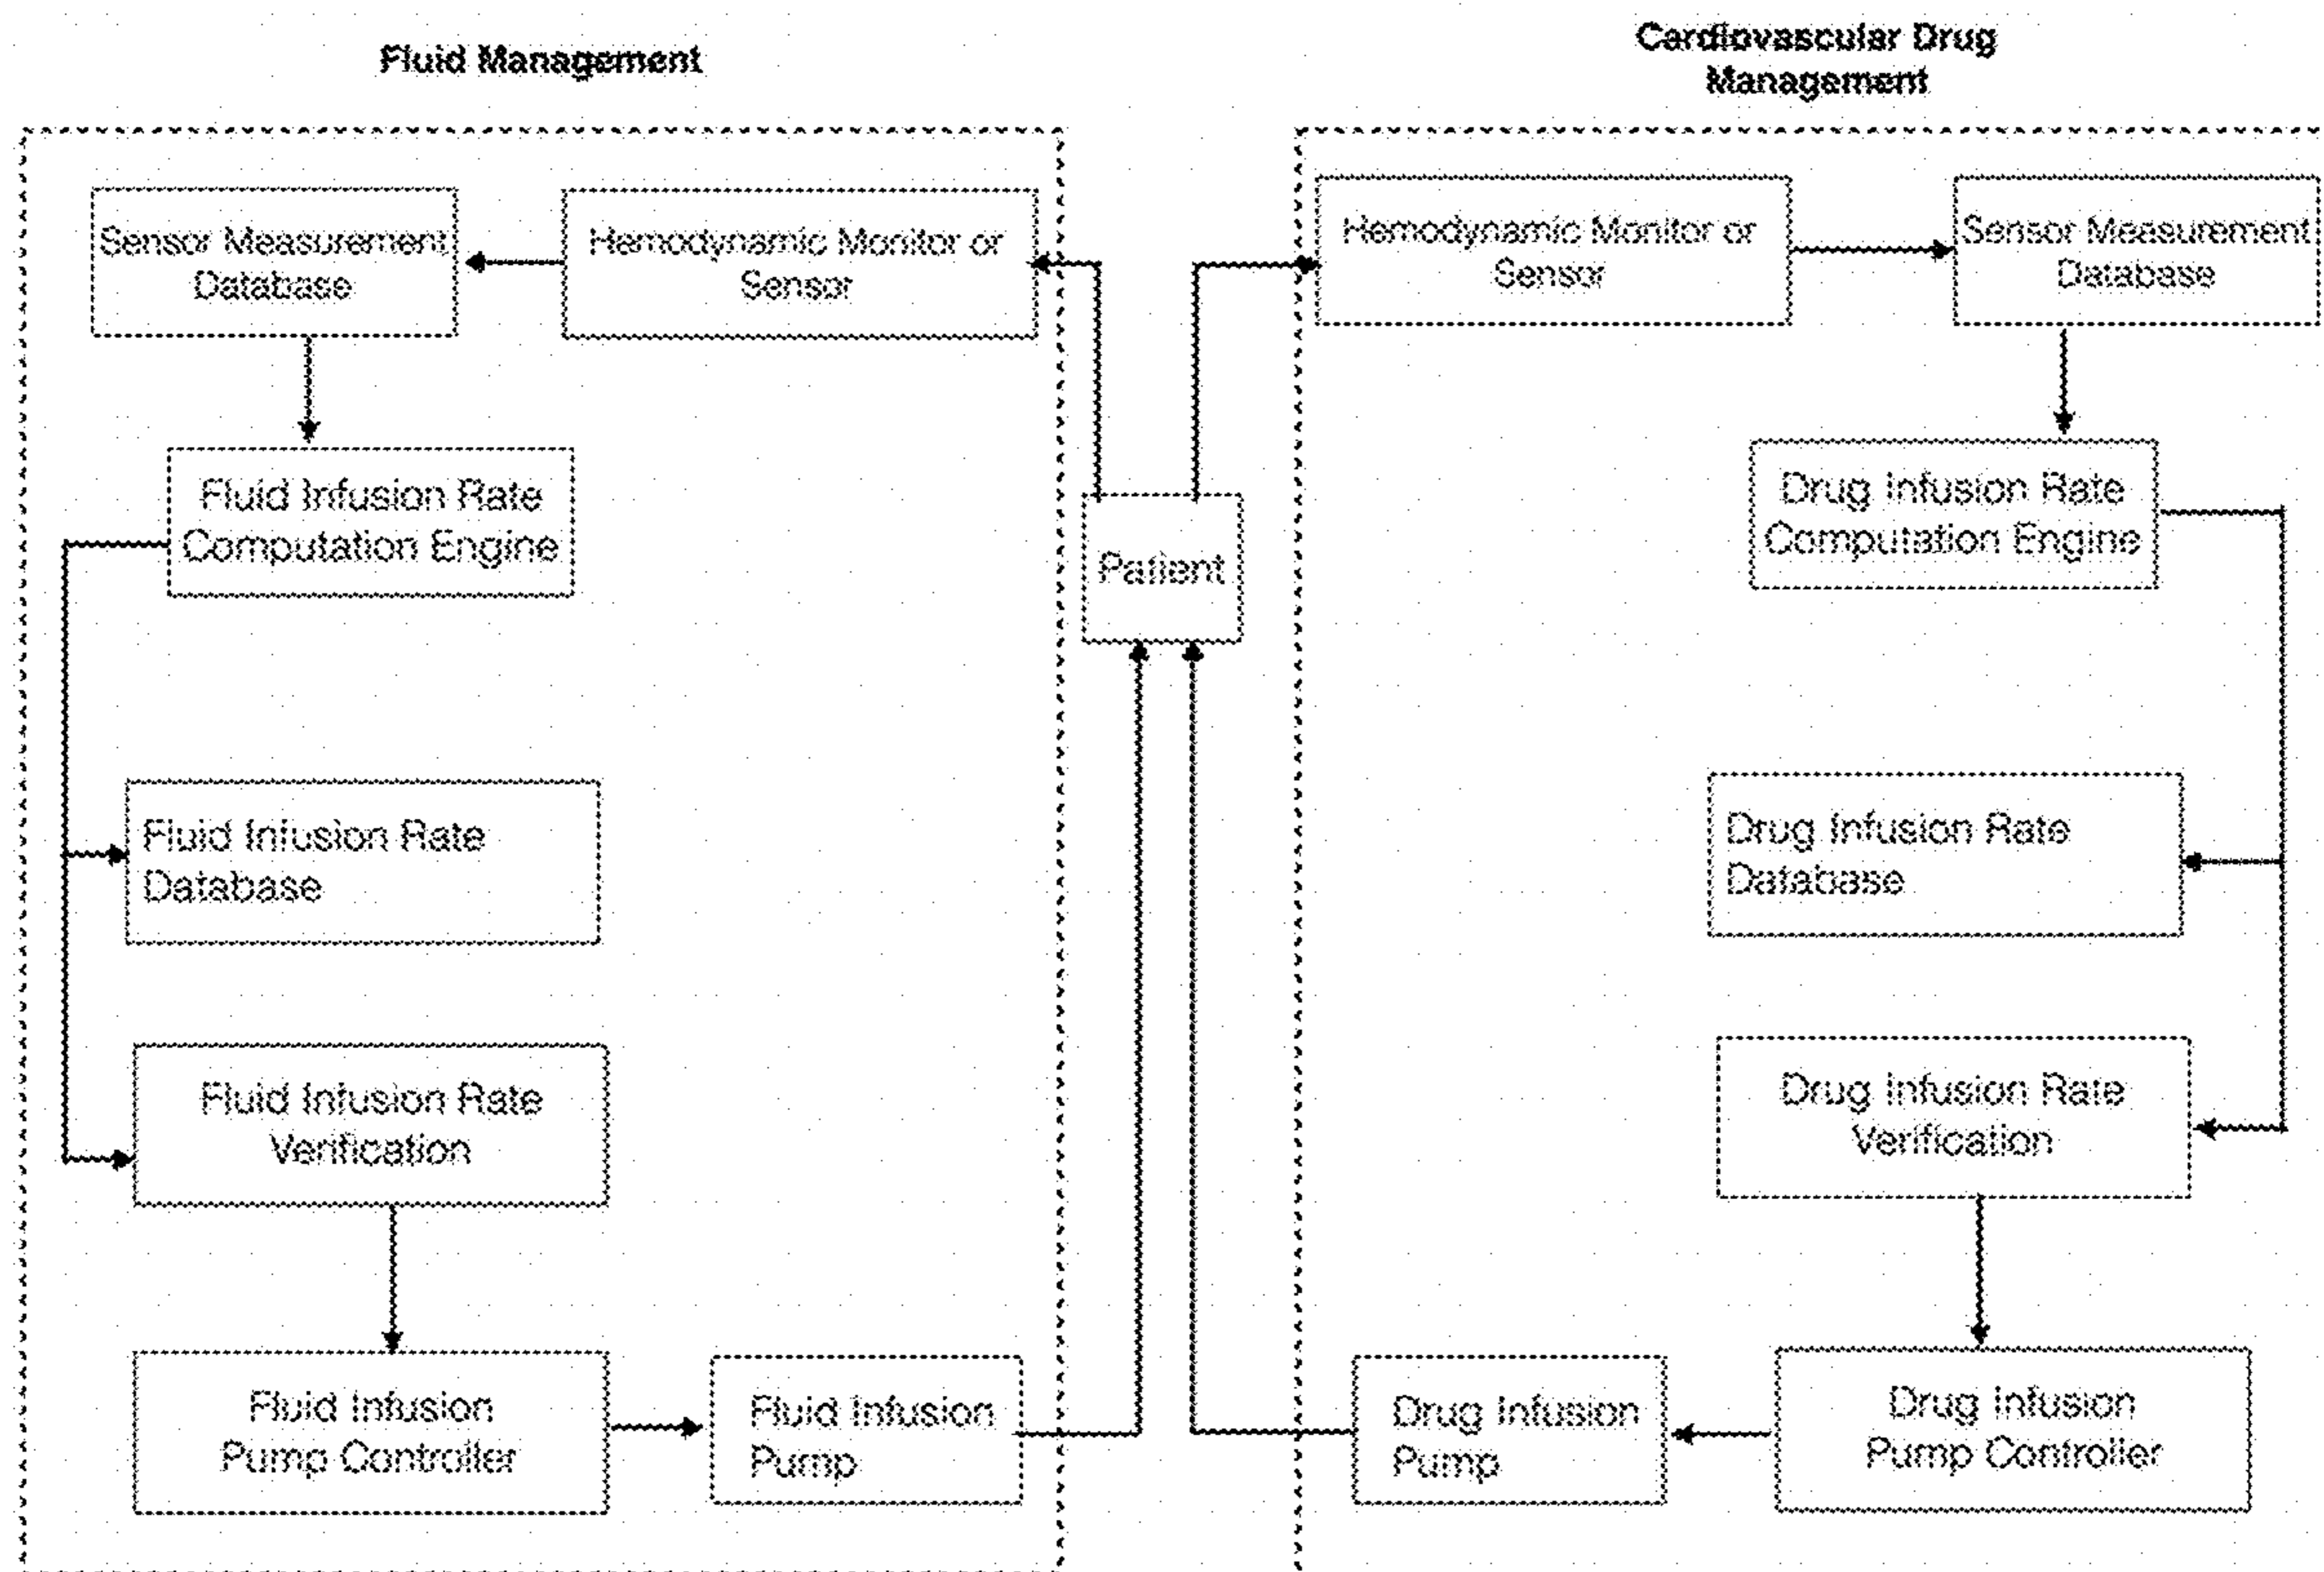 Fluid Management
Cardiovascular Drug
Management
Sensor Measurement
Database
Hemodynamic Monitor or
Sensor
Hemodynamic Monitor or
Sensor
Sensor Measurement
Database
Fluid Infusion Rate
Computation Engine
Patient
Drug Infusion Rate
Computation Engine
Fluid Infusion Rate
Database
Drug Infusion Rate
Database
Fluid Infusion Rate
Verification
Drug Infusion Rate
Verification
Fluid Infusion
Pump Controller
Fluid Infusion
Pump
Drug Infusion
Pump
Drug Infusion
Pump Controller